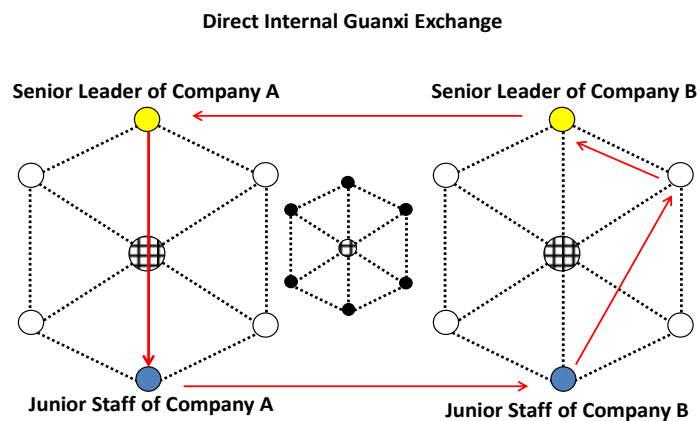 Direct Internal Guanxi Exchange
Senior Leader of Company A
Senior Leader of Company B
Junior Staff of Company A
Junior Staff of Company B